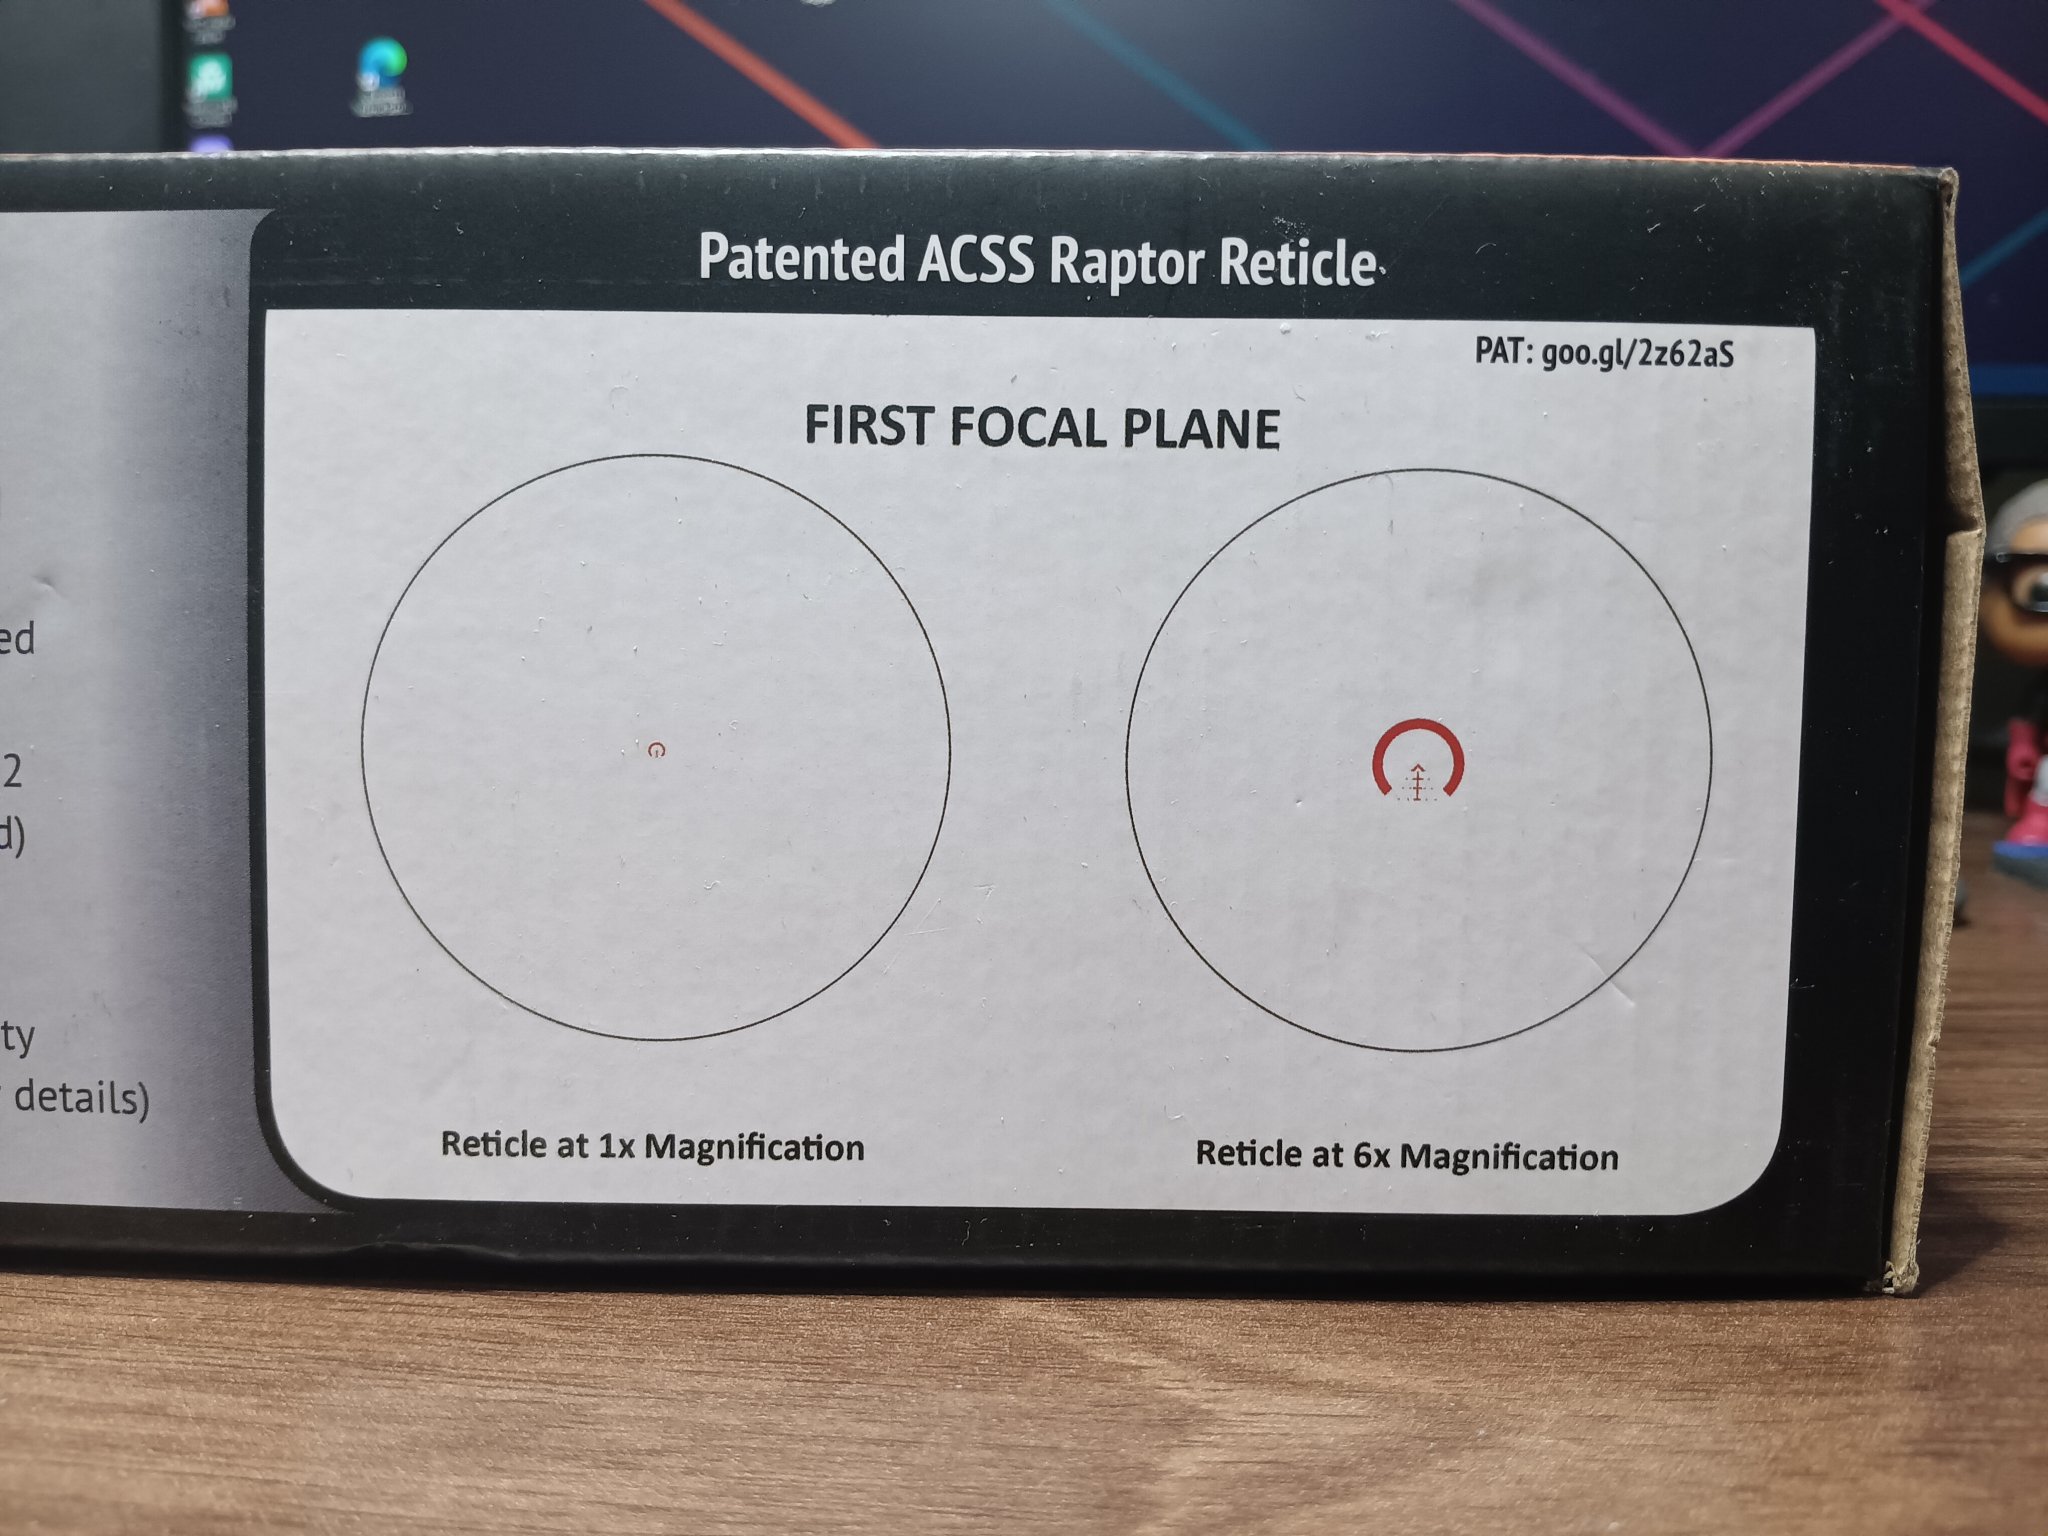 Patented ACSS Raptor Reticle
PAT: goo.gl/2z62aS
FIRST FOCAL PLANE
ed
2
d)
ty
details)
Reticle at 1x Magnification
Reticle at 6x Magnification